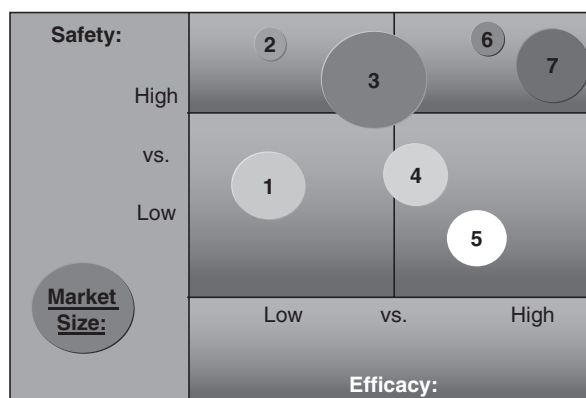 Safety:
High
vs.
Low
2
3
6
7
1
4
5
Market
Size:
Low vs. High
Efficacy: